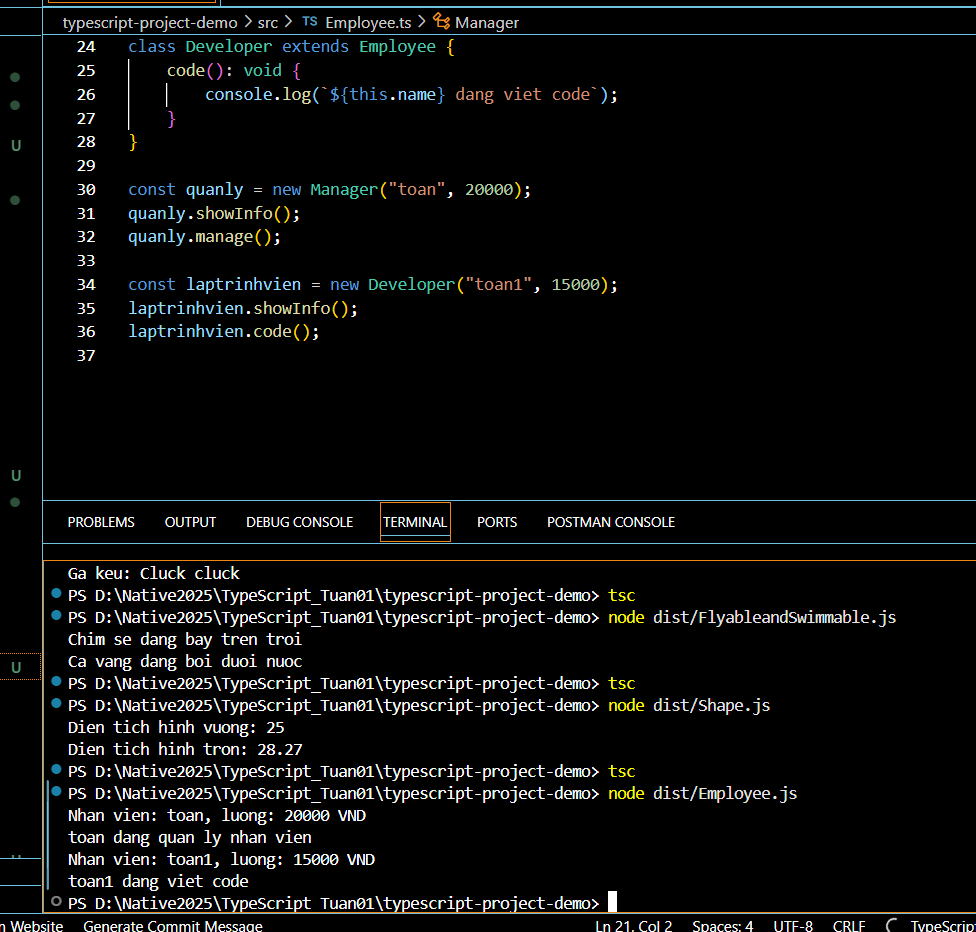 typescript-project-demo > src > TS Employee.ts > Manager
24 class Developer extends Employee {
25 code(): void {
26 console.log(`${this.name} dang viet code`);
27 }
28 }
29
30 const quanly = new Manager("toan", 20000);
31 quanly.showInfo();
32 quanly.manage();
33
34 const laptrinhvien = new Developer("toan1", 15000);
35 laptrinhvien.showInfo();
36 laptrinhvien.code();
37
U
U
U
PROBLEMS OUTPUT DEBUG CONSOLE TERMINAL PORTS POSTMAN CONSOLE
Ga keu: Cluck cluck
PS D:\Native2025\TypeScript_Tuan01\typescript-project-demo> tsc
PS D:\Native2025\TypeScript_Tuan01\typescript-project-demo> node dist/FlyableandSwimmable.js
Chim se dang bay tren troi
Ca vang dang boi duoi nuoc
PS D:\Native2025\TypeScript_Tuan01\typescript-project-demo> tsc
PS D:\Native2025\TypeScript_Tuan01\typescript-project-demo> node dist/Shape.js
Dien tich hinh vuong: 25
Dien tich hinh tron: 28.27
PS D:\Native2025\TypeScript_Tuan01\typescript-project-demo> tsc
PS D:\Native2025\TypeScript_Tuan01\typescript-project-demo> node dist/Employee.js
Nhan vien: toan, luong: 20000 VND
toan dang quan ly nhan vien
Nhan vien: toan1, luong: 15000 VND
toan1 dang viet code
PS D:\Native2025\TypeScript_Tuan01\typescript-project-demo>
n Website Generate Commit Message Ln 21, Col 2 Spaces: 4 UTF-8 CRLF TypeScrip